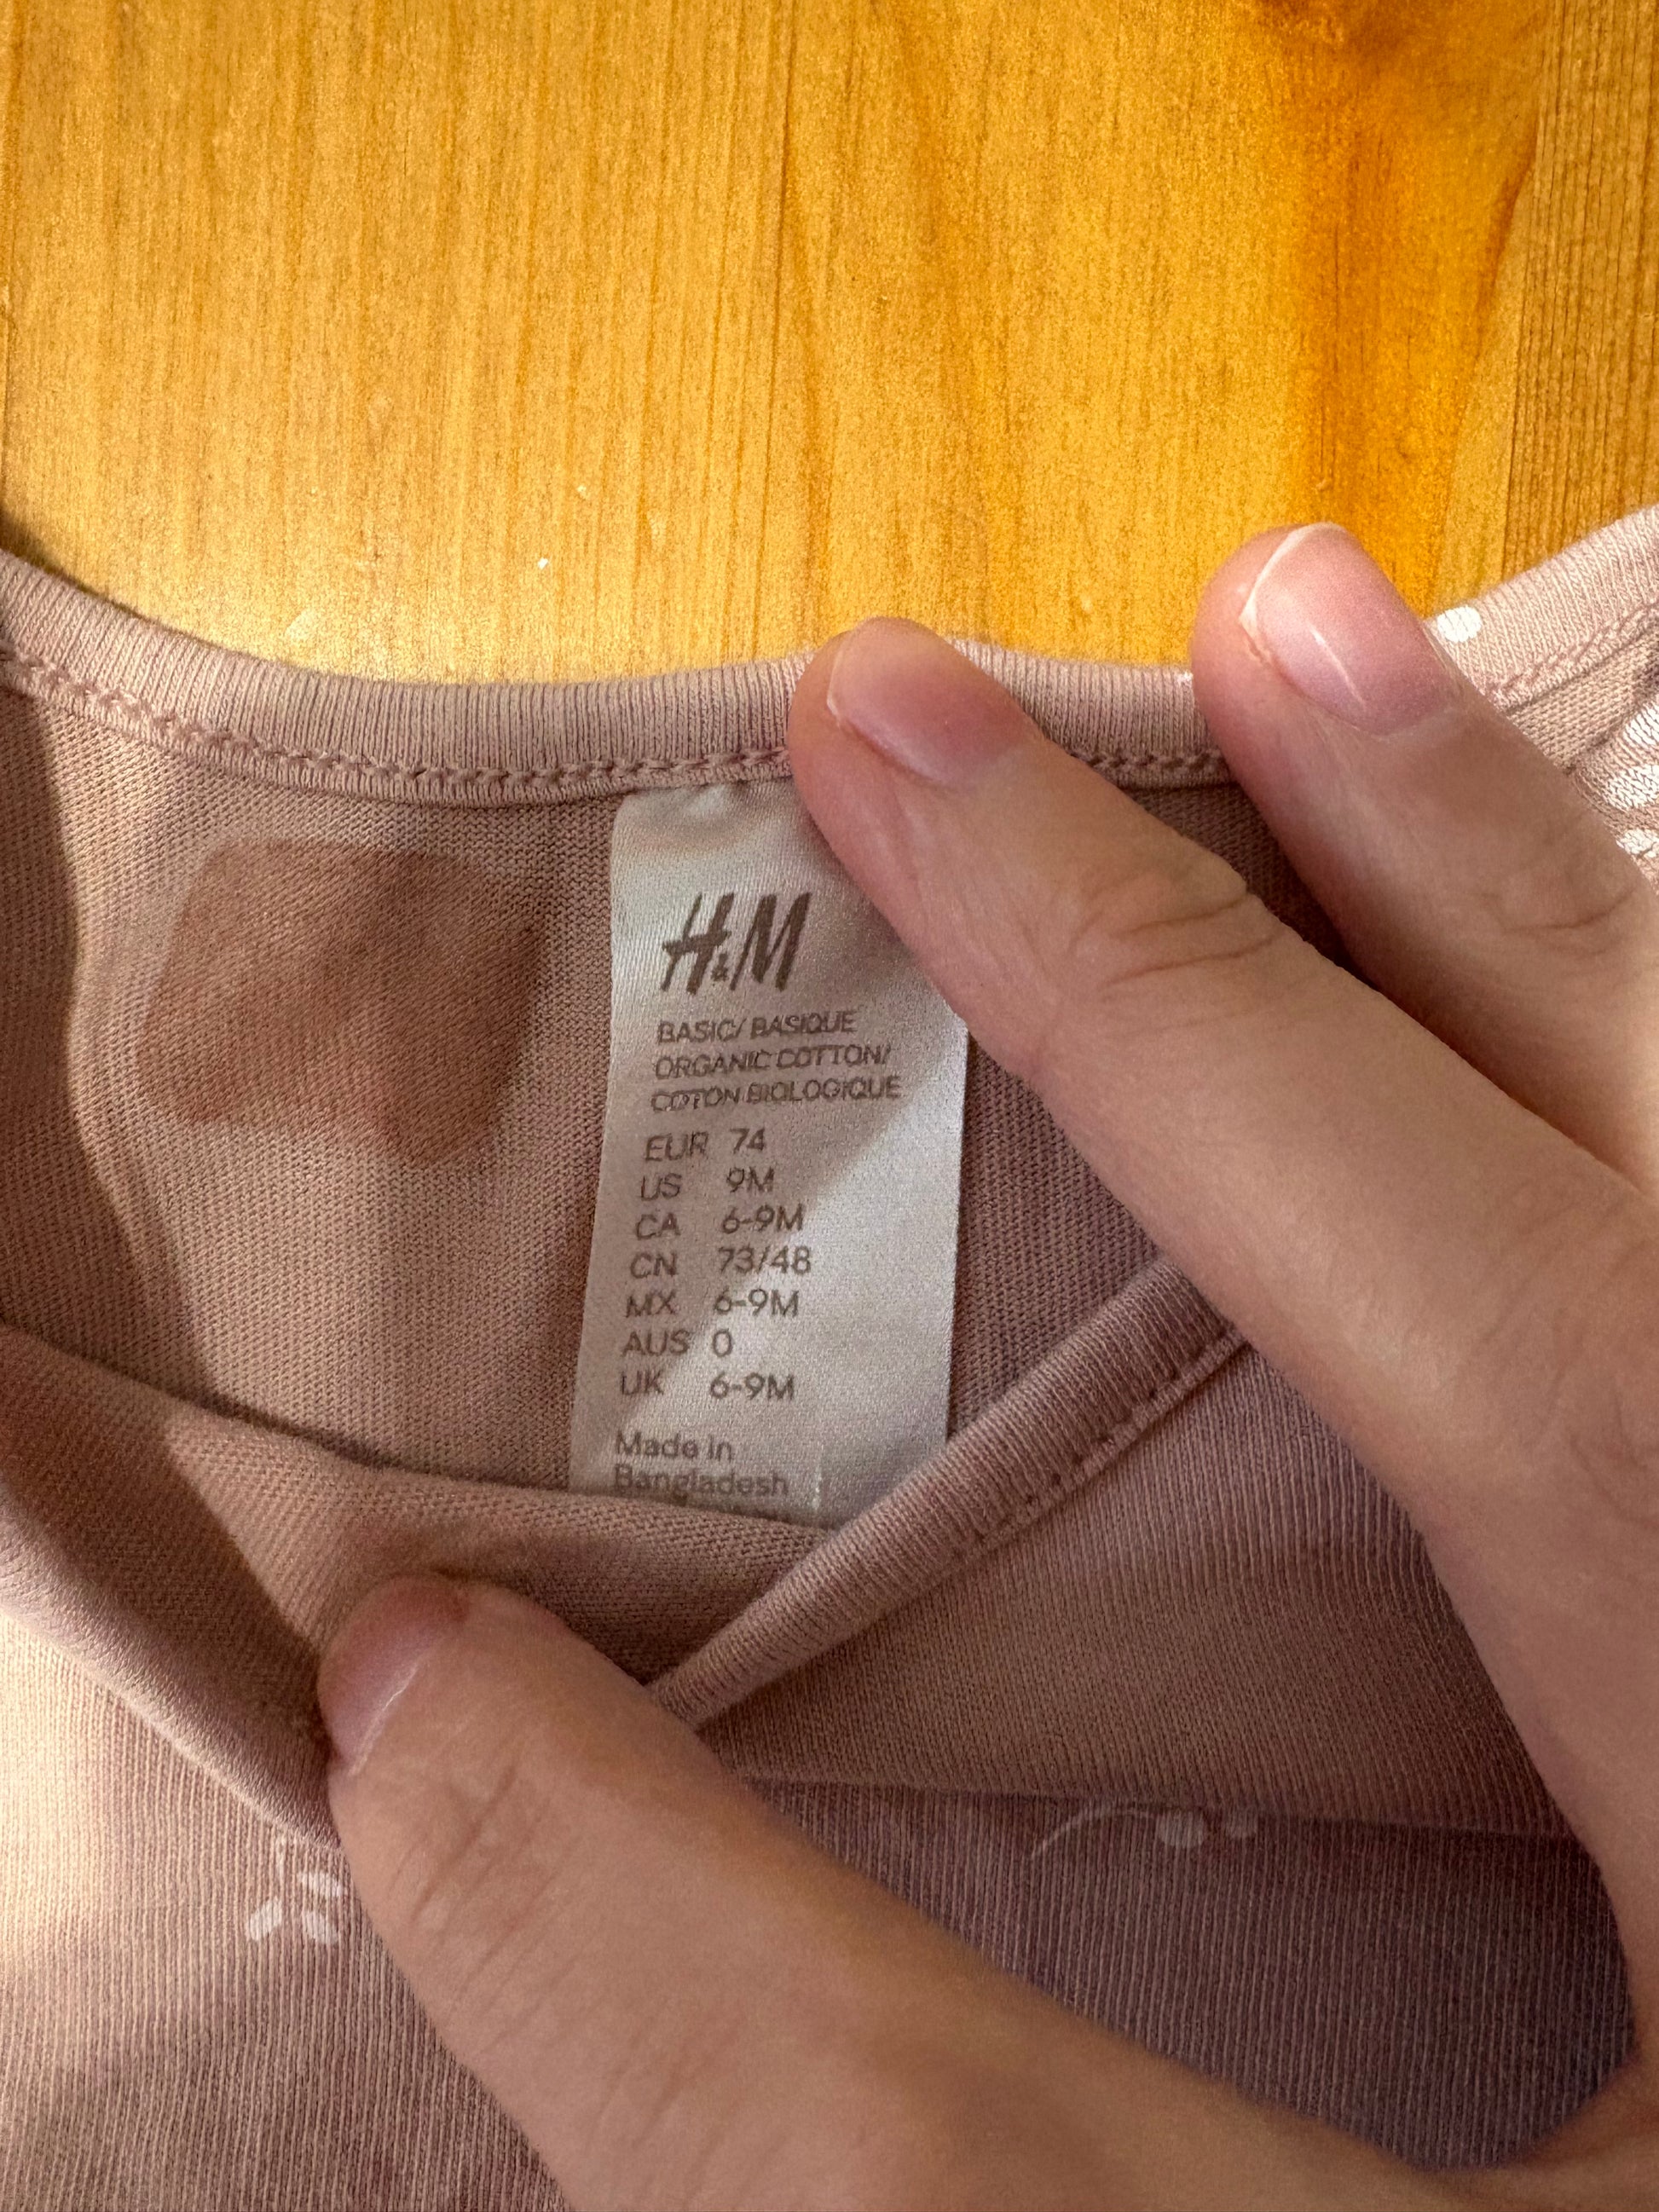 H&M
BASIC/ BASIQUE
ORGANIC COTTON/
COTON BIOLOGIQUE
EUR 74
US 9M
CA 6-9M
CN 73/48
MX 6-9M
AUS 0
UK 6-9M
Made in
Bangladesh